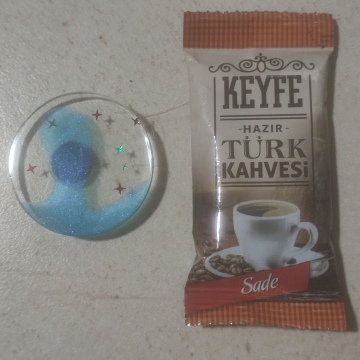 KEYFE
- HAZIR -
TÜRK
KAHVESİ
Sade